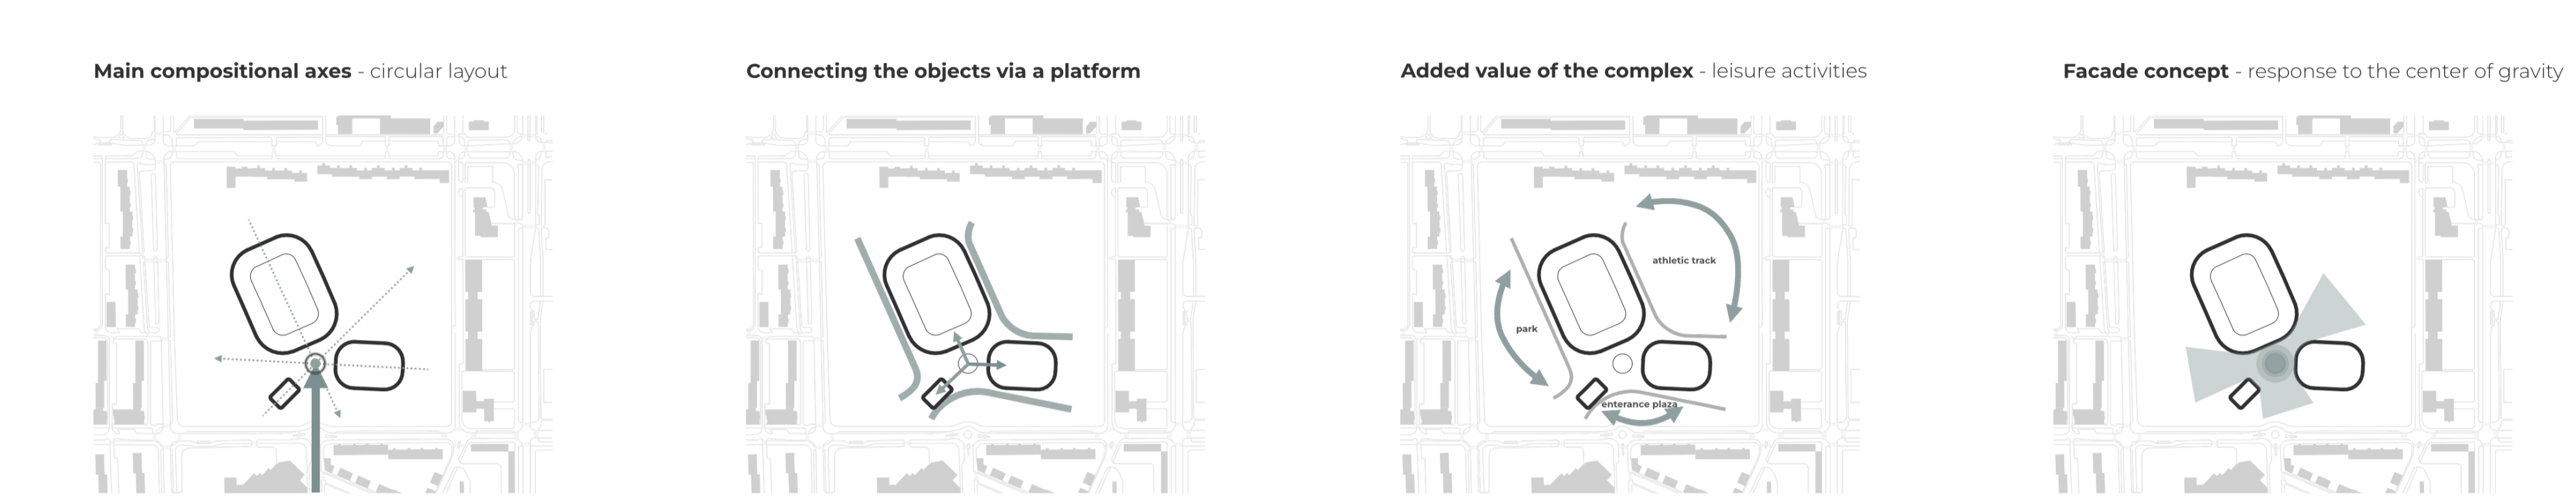 Main compositional axes - circular layout
Connecting the objects via a platform
Added value of the complex - leisure activities
Facade concept - response to the center of gravity
athletic track
park
enterance plaza